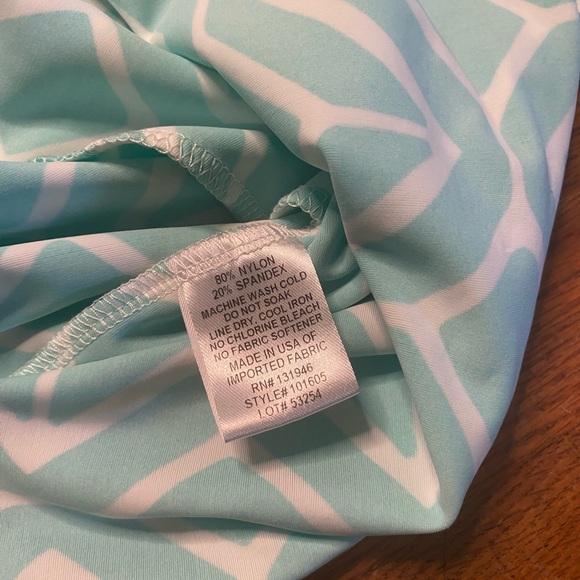 80% NYLON
20% SPANDEX
MACHINE WASH COLD
DO NOT SOAK
LINE DRY. COOL IRON
NO CHLORINE BLEACH
NO FABRIC SOFTENER
MADE IN USA OF
IMPORTED FABRIC
RN# 131946
STYLE# 101605
LOT# 53254